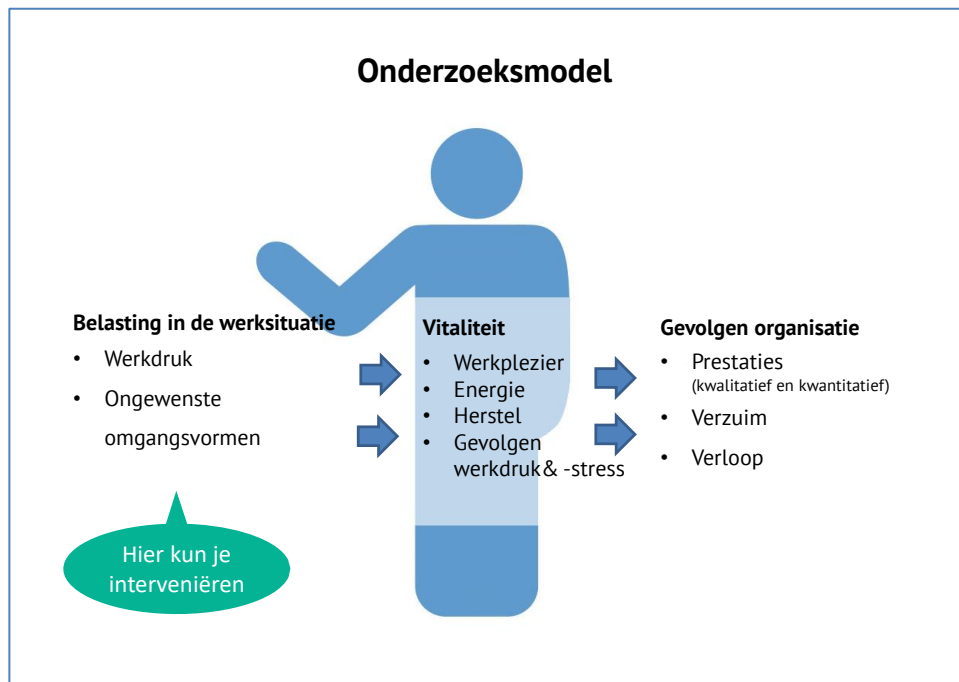 Onderzoeksmodel
Belasting in de werksituatie
• Werkdruk
• Ongewenste
omgangsvormen
Hier kun je
interveniëren
Vitaliteit
• Werkplezier
• Energie
• Herstel
• Gevolgen
werkdruk& -stress
Gevolgen organisatie
• Prestaties
(kwalitatief en kwantitatief)
• Verzuim
• Verloop